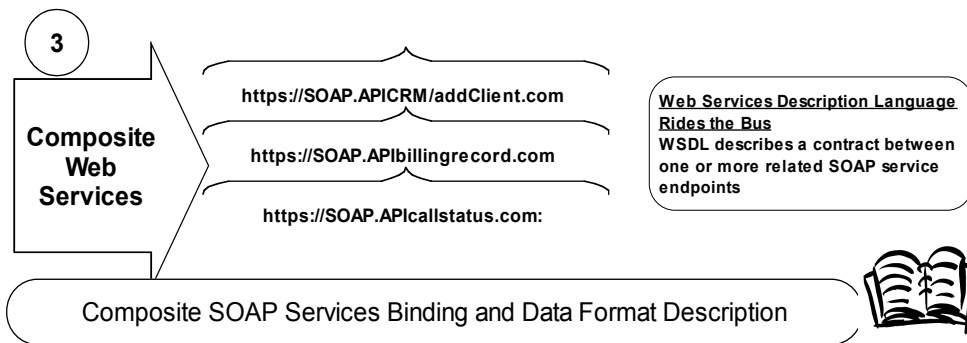 3
Composite
Web
Services
https://SOAP.APICRM/addClient.com
https://SOAP.APIbillingrecord.com
https://SOAP.APIcallstatus.com:
Web Services Description Language
Rides the Bus
WSDL describes a contract between
one or more related SOAP service
endpoints
Composite SOAP Services Binding and Data Format Description